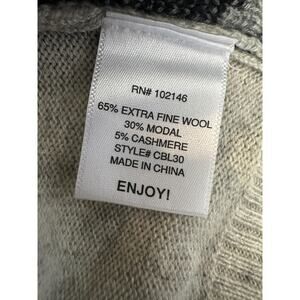 RN# 102146
65% EXTRA FINE WOOL
30% MODAL
5% CASHMERE
STYLE# CBL30
MADE IN CHINA
ENJOY!